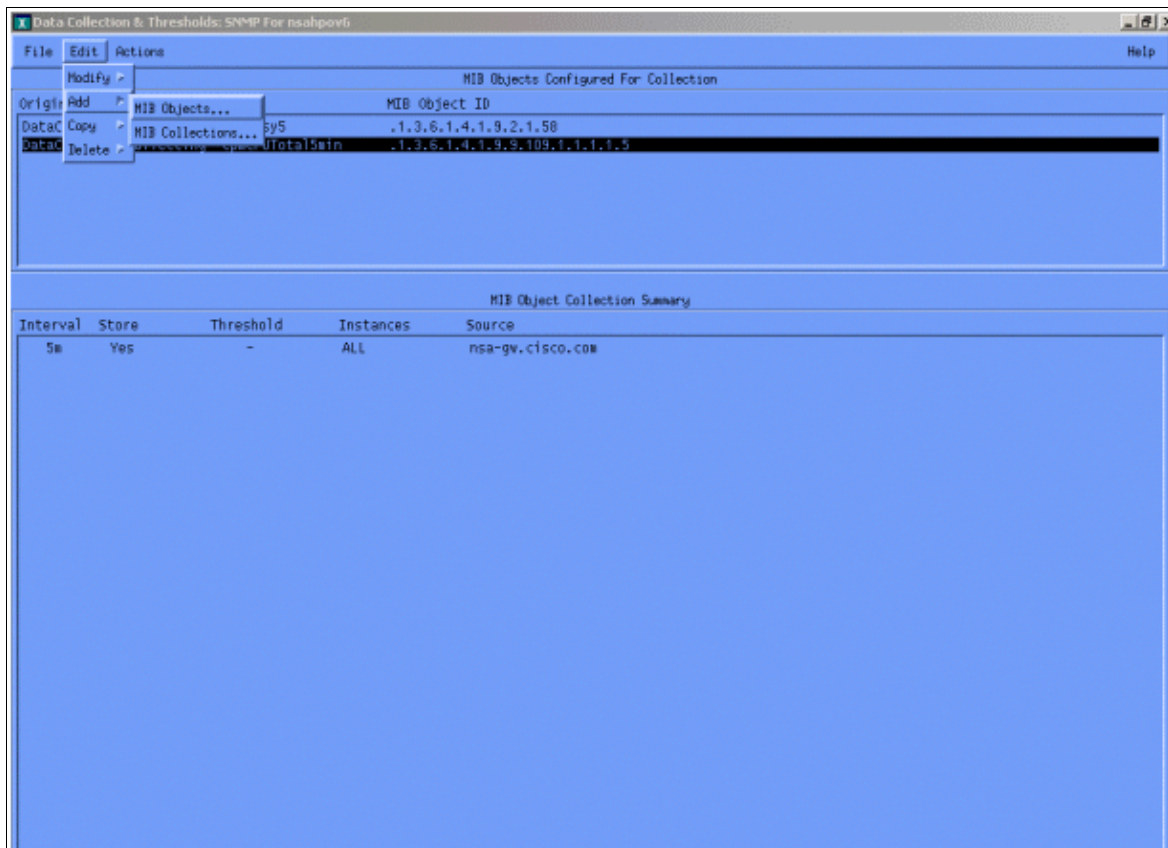 Data Collection & Thresholds: SNMP For nsahpov6
File Edit Actions Help
Modify
MIB Objects Configured For Collection
Add MIB Objects...
MIB Object ID
Copy MIB Collections...
.1.3.6.1.4.1.9.2.1.58
Delete
.1.3.6.1.4.1.9.9.109.1.1.1.1.5
MIB Object Collection Summary
Interval Store Threshold Instances Source
5m Yes - ALL nsa-gw.cisco.com